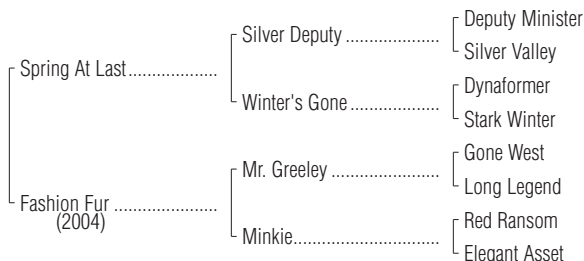 Deputy Minister
Silver Deputy ..................
Silver Valley
Spring At Last.................
Dynaformer
Winter's Gone .................
Stark Winter
Gone West
Mr. Greeley .....................
Long Legend
Fashion Fur ....................
(2004)
Red Ransom
Minkie............................
Elegant Asset